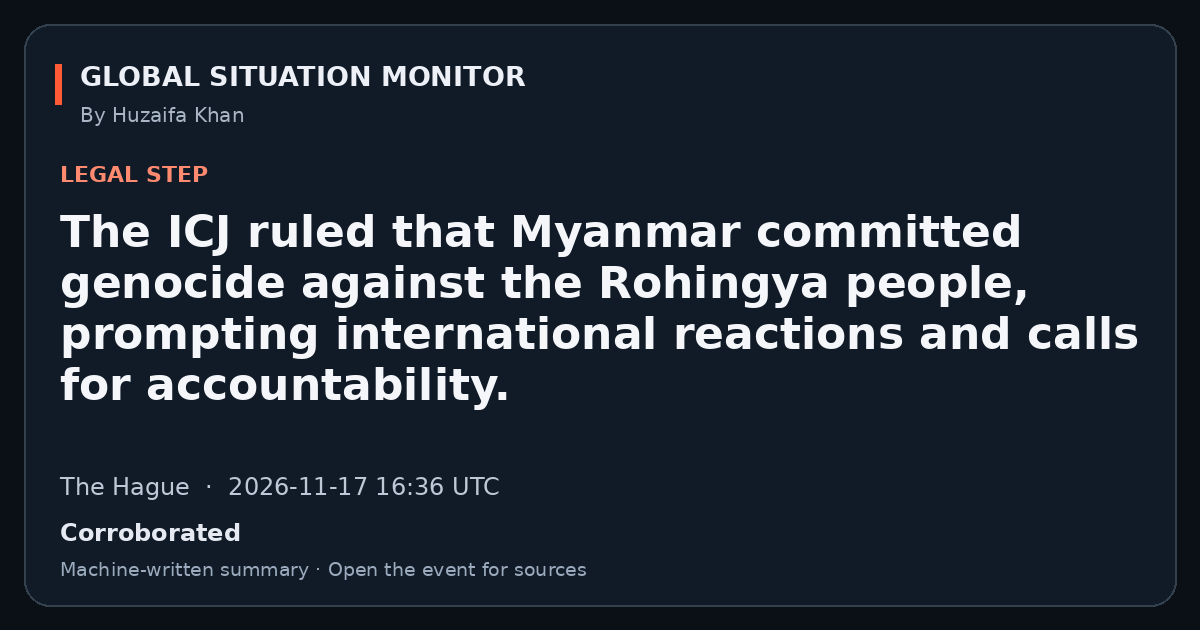 GLOBAL SITUATION MONITOR
By Huzaifa Khan
LEGAL STEP
The ICJ ruled that Myanmar committed
genocide against the Rohingya people,
prompting international reactions and calls
for accountability.
The Hague · 2026-11-17 16:36 UTC
Corroborated
Machine-written summary · Open the event for sources